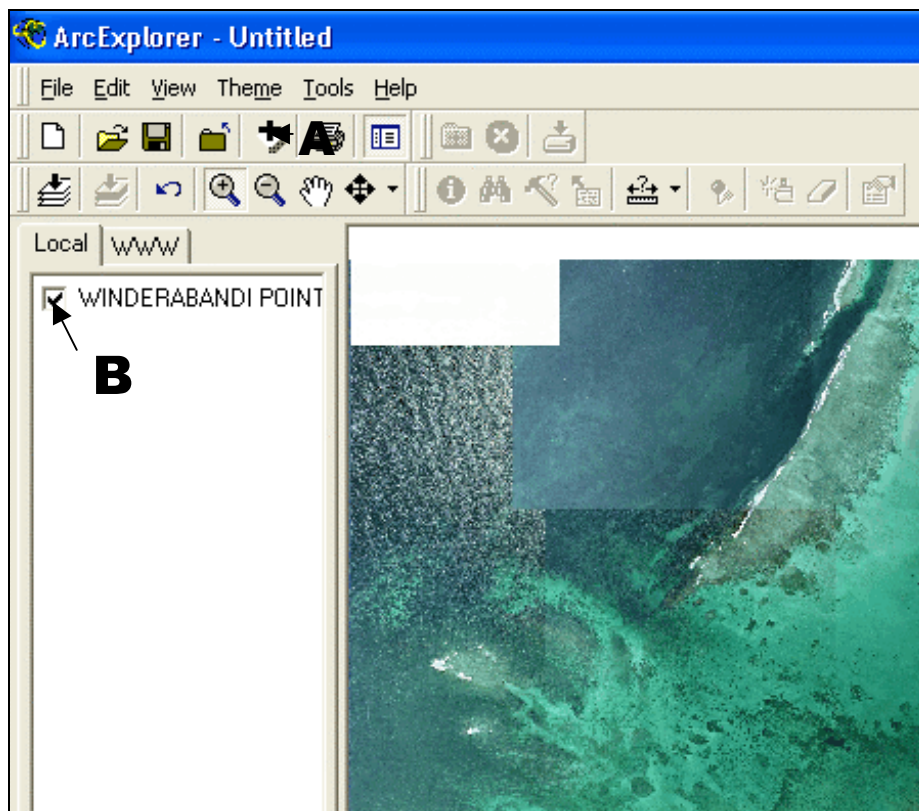 ArcExplorer - Untitled
File Edit View Theme Tools Help
A
Local WWW
WINDERABANDI POINT
B